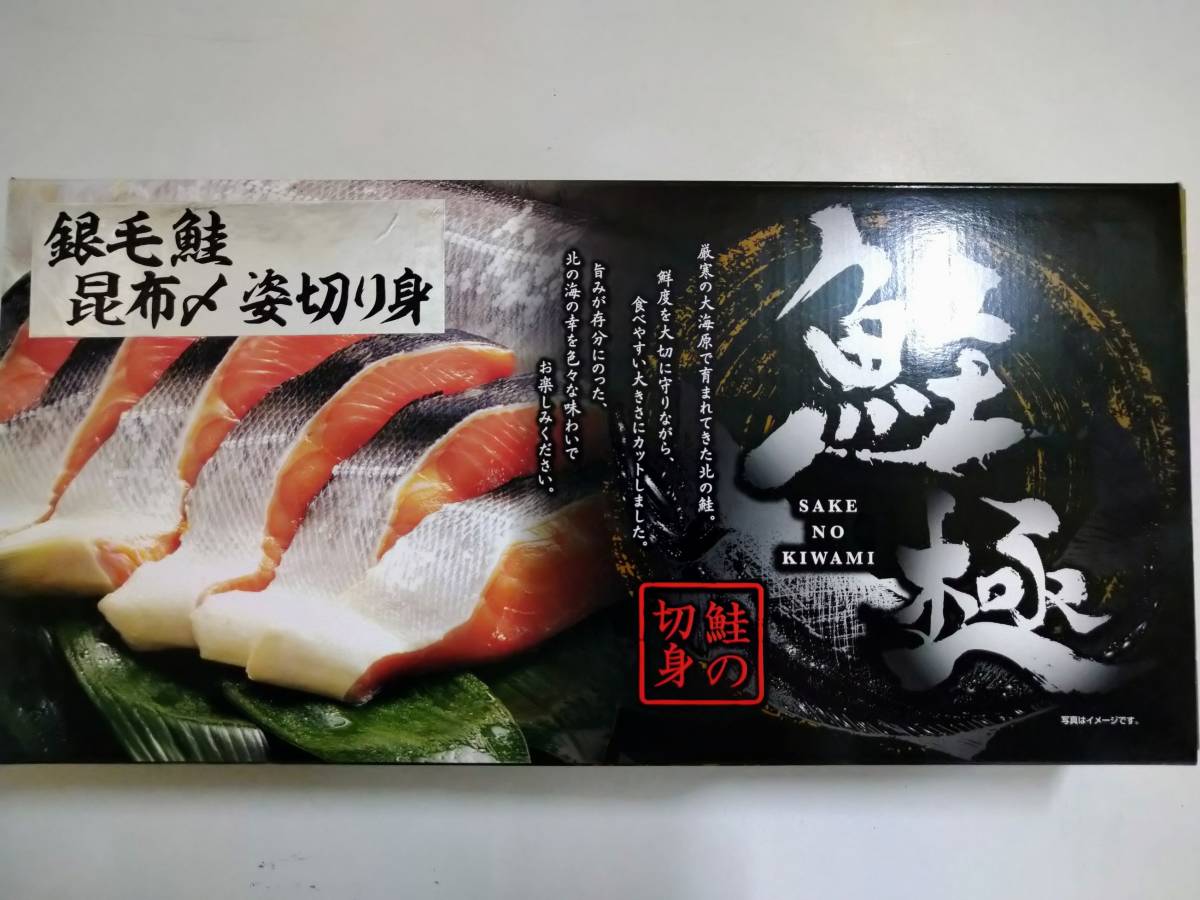 銀毛鮭
昆布〆姿切り身
鮭
極
SAKE
NO
KIWAMI
厳寒の大海原で育まれてきた北の鮭。
鮮度を大切に守りながら、
食べやすい大きさにカットしました。
旨みが存分にのった、
北の海の幸を色々な味わいで
お楽しみください。
鮭の
切身
写真はイメージです。